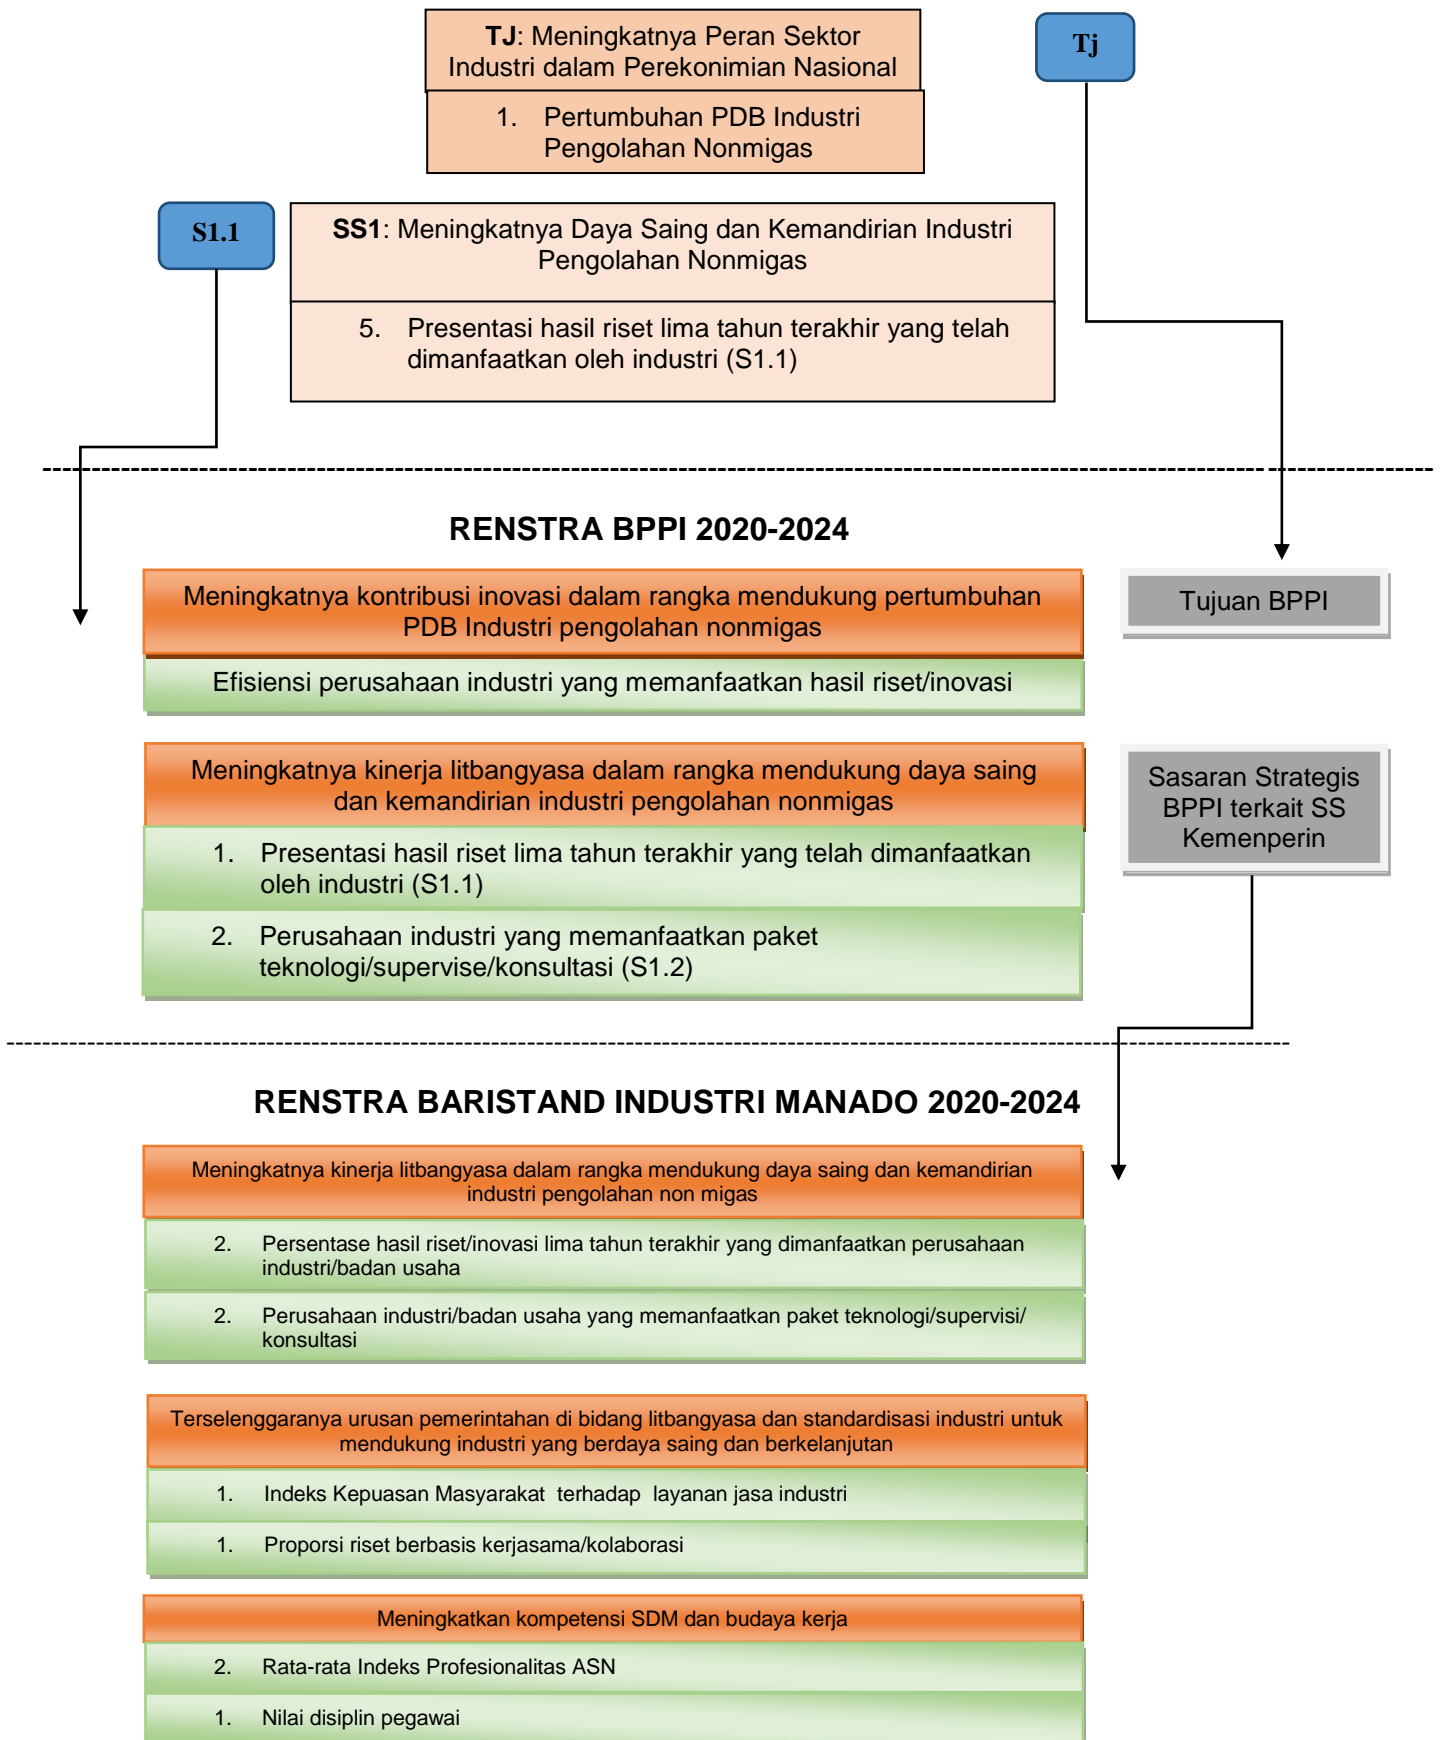 TJ: Meningkatnya Peran Sektor
Industri dalam Perekonimian Nasional
Tj
1. Pertumbuhan PDB Industri
Pengolahan Nonmigas
S1.1
SS1: Meningkatnya Daya Saing dan Kemandirian Industri
Pengolahan Nonmigas
5. Presentasi hasil riset lima tahun terakhir yang telah
dimanfaatkan oleh industri (S1.1)
RENSTRA BPPI 2020-2024
Meningkatnya kontribusi inovasi dalam rangka mendukung pertumbuhan
PDB Industri pengolahan nonmigas
Tujuan BPPI
Efisiensi perusahaan industri yang memanfaatkan hasil riset/inovasi
Meningkatnya kinerja litbangyasa dalam rangka mendukung daya saing
dan kemandirian industri pengolahan nonmigas
Sasaran Strategis
BPPI terkait SS
Kemenperin
1. Presentasi hasil riset lima tahun terakhir yang telah dimanfaatkan
oleh industri (S1.1)
2. Perusahaan industri yang memanfaatkan paket
teknologi/supervise/konsultasi (S1.2)
RENSTRA BARISTAND INDUSTRI MANADO 2020-2024
Meningkatnya kinerja litbangyasa dalam rangka mendukung daya saing dan kemandirian
industri pengolahan non migas
2. Persentase hasil riset/inovasi lima tahun terakhir yang dimanfaatkan perusahaan
industri/badan usaha
2. Perusahaan industri/badan usaha yang memanfaatkan paket teknologi/supervisi/
konsultasi
Terselenggaranya urusan pemerintahan di bidang litbangyasa dan standardisasi industri untuk
mendukung industri yang berdaya saing dan berkelanjutan
1. Indeks Kepuasan Masyarakat terhadap layanan jasa industri
1. Proporsi riset berbasis kerjasama/kolaborasi
Meningkatkan kompetensi SDM dan budaya kerja
2. Rata-rata Indeks Profesionalitas ASN
1. Nilai disiplin pegawai